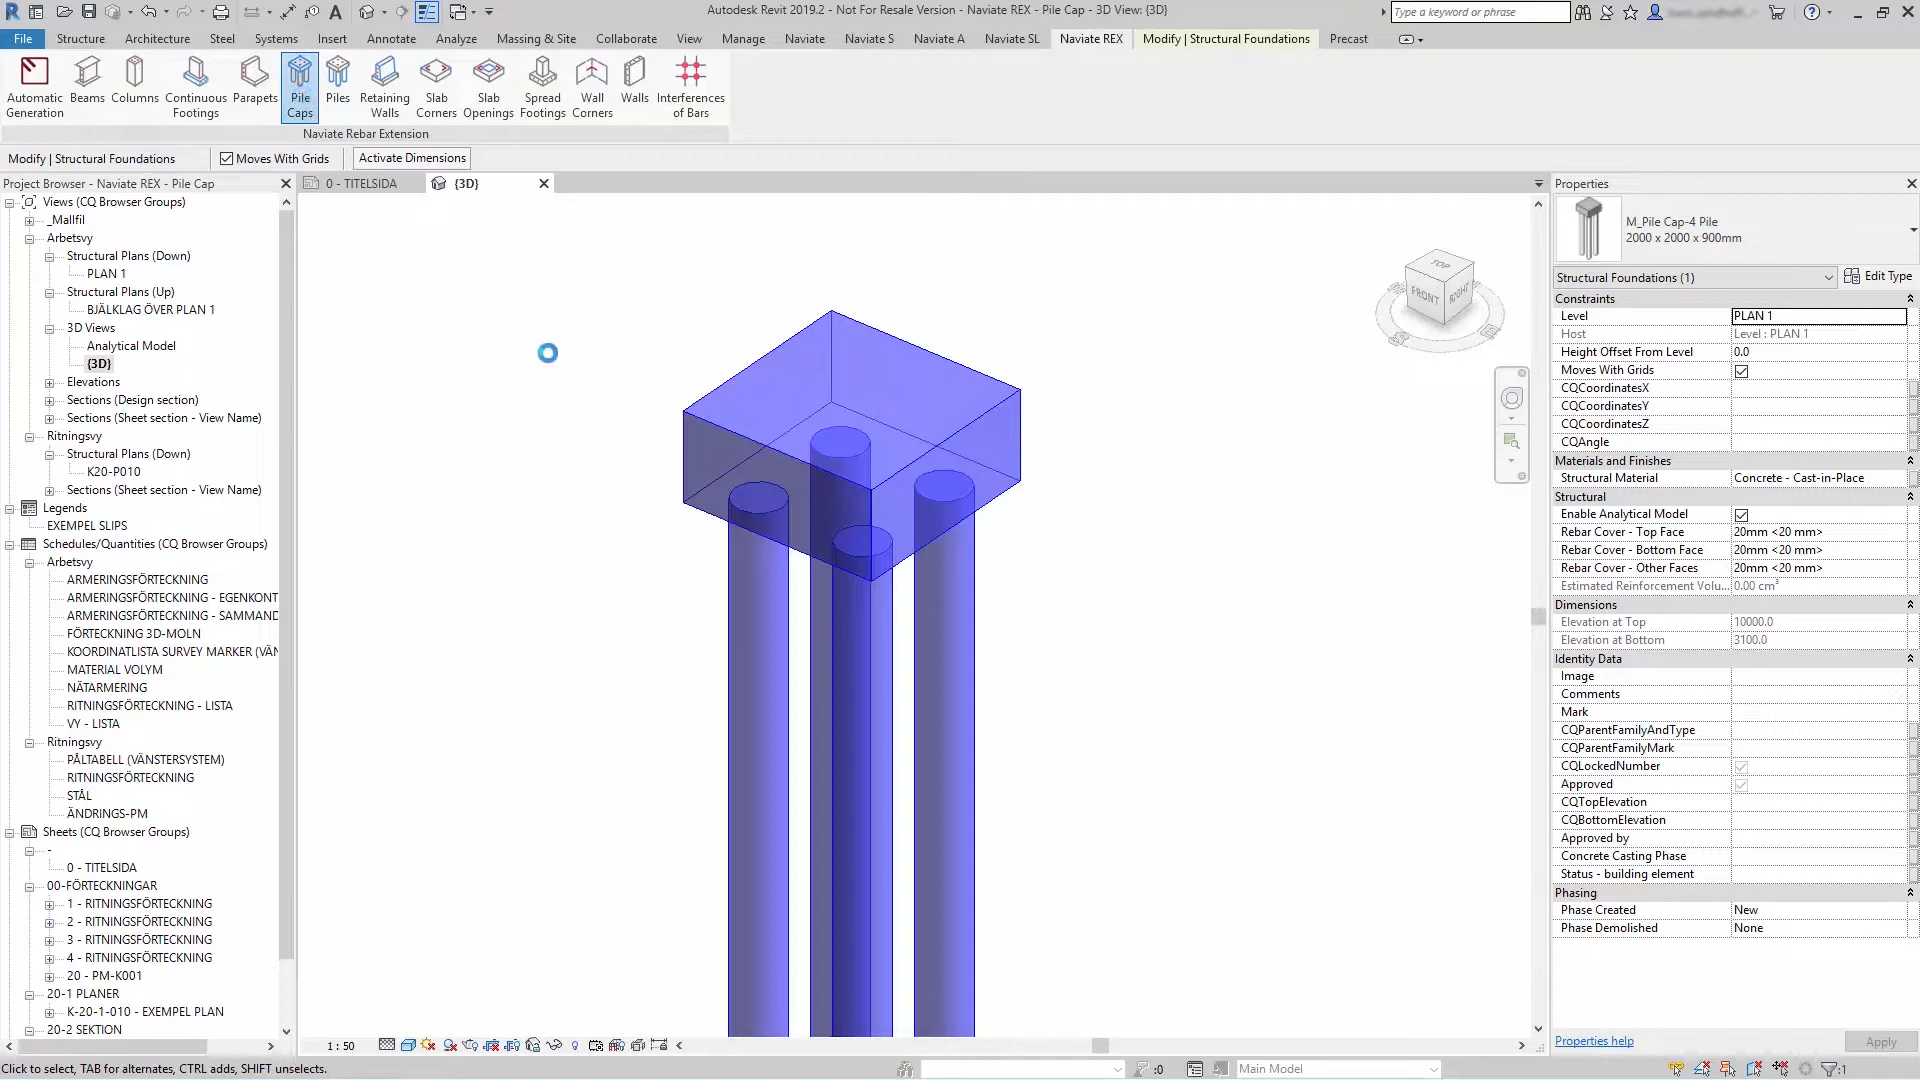 Autodesk Revit 2019.2 - Not For Resale Version - Naviate REX - Pile Cap - 3D View: {3D}
Type a keyword or phrase
File Structure Architecture Steel Systems Insert Annotate Analyze Massing & Site Collaborate View Manage Naviate Naviate S Naviate A Naviate SL Naviate REX Modify | Structural Foundations Precast
Automatic Generation
Beams
Columns
Continuous Footings
Parapets
Pile Caps
Piles
Retaining Walls
Slab Corners
Slab Openings
Spread Footings
Wall Corners
Walls
Interferences of Bars
Naviate Rebar Extension
Modify | Structural Foundations
Moves With Grids
Activate Dimensions
Project Browser - Naviate REX - Pile Cap
0 - TITELSIDA
{3D}
Views (CQ Browser Groups)
_Mallfil
Arbetsvy
Structural Plans (Down)
PLAN 1
Structural Plans (Up)
BJÄLKLAG ÖVER PLAN 1
3D Views
Analytical Model
{3D}
Elevations
Sections (Design section)
Sections (Sheet section - View Name)
Ritningsvy
Structural Plans (Down)
K20-P010
Sections (Sheet section - View Name)
Legends
EXEMPEL SLIPS
Schedules/Quantities (CQ Browser Groups)
Arbetsvy
ARMERINGSFÖRTECKNING
ARMERINGSFÖRTECKNING - EGENKONT
ARMERINGSFÖRTECKNING - SAMMAND
FÖRTECKNING 3D-MOLN
KOORDINATLISTA SURVEY MARKER (VÄN
MATERIAL VOLYM
NÄTARMERING
RITNINGSFÖRTECKNING - LISTA
VY - LISTA
Ritningsvy
PÅLTABELL (VÄNSTERSYSTEM)
RITNINGSFÖRTECKNING
STÅL
ÄNDRINGS-PM
Sheets (CQ Browser Groups)
-
0 - TITELSIDA
00-FÖRTECKNINGAR
1 - RITNINGSFÖRTECKNING
2 - RITNINGSFÖRTECKNING
3 - RITNINGSFÖRTECKNING
4 - RITNINGSFÖRTECKNING
20 - PM-K001
20-1 PLANER
K-20-1-010 - EXEMPEL PLAN
20-2 SEKTION
TOP
FRONT
RIGHT
1 : 50
Properties
M_Pile Cap-4 Pile
2000 x 2000 x 900mm
Structural Foundations (1)
Edit Type
Constraints
Level PLAN 1
Host Level : PLAN 1
Height Offset From Level 0.0
Moves With Grids
CQCoordinatesX
CQCoordinatesY
CQCoordinatesZ
CQAngle
Materials and Finishes
Structural Material Concrete - Cast-in-Place
Structural
Enable Analytical Model
Rebar Cover - Top Face 20mm <20 mm>
Rebar Cover - Bottom Face 20mm <20 mm>
Rebar Cover - Other Faces 20mm <20 mm>
Estimated Reinforcement Volu... 0.00 cm³
Dimensions
Elevation at Top 10000.0
Elevation at Bottom 3100.0
Identity Data
Image
Comments
Mark
CQParentFamilyAndType
CQParentFamilyMark
CQLockedNumber
Approved
CQTopElevation
CQBottomElevation
Approved by
Concrete Casting Phase
Status - building element
Phasing
Phase Created New
Phase Demolished None
Properties help
Apply
Click to select, TAB for alternates, CTRL adds, SHIFT unselects.
:0
Main Model
:1